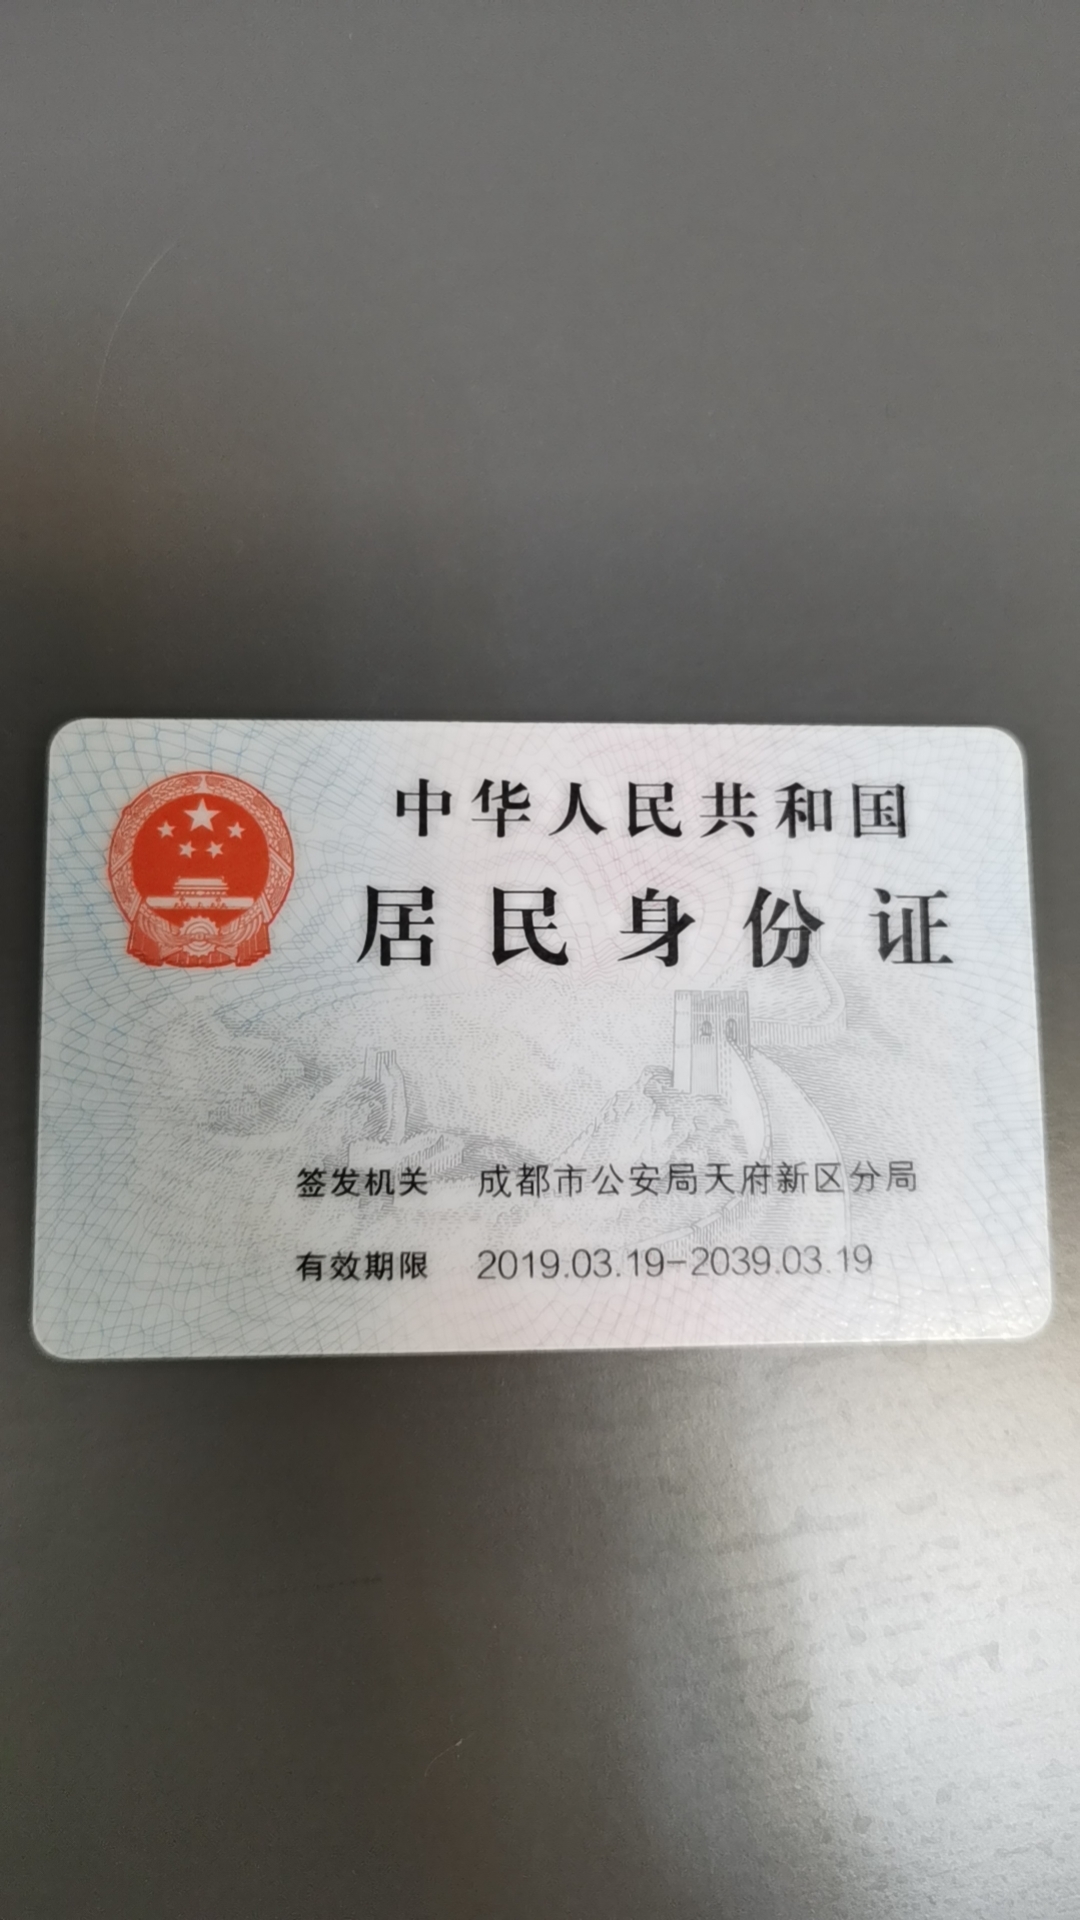 中华人民共和国
居民身份证
签发机关 成都市公安局天府新区分局
有效期限 2019.03.19-2039.03.19